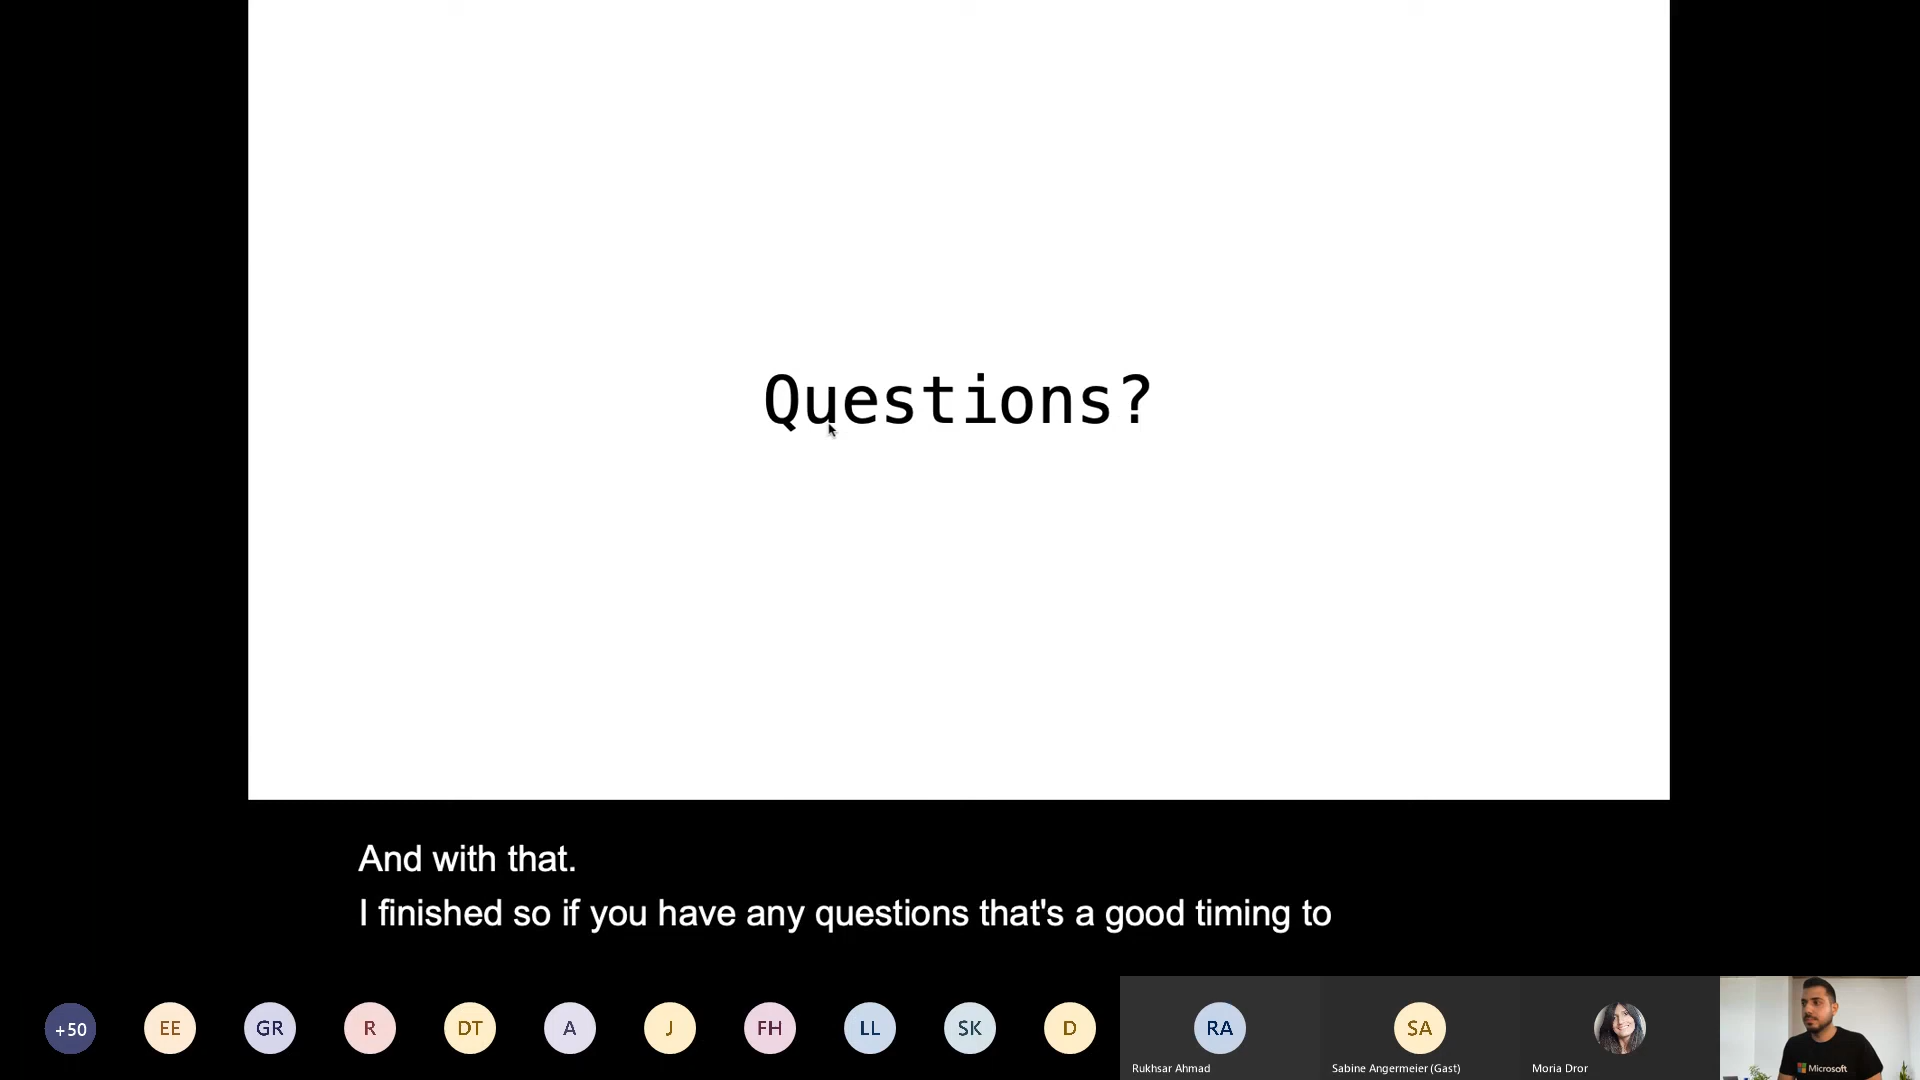 Questions?
And with that.
I finished so if you have any questions that's a good timing to
+50
EE
GR
R
DT
A
J
FH
LL
SK
D
RA
Rukhsar Ahmad
SA
Sabine Angermeier (Gast)
Moria Dror
Microsoft